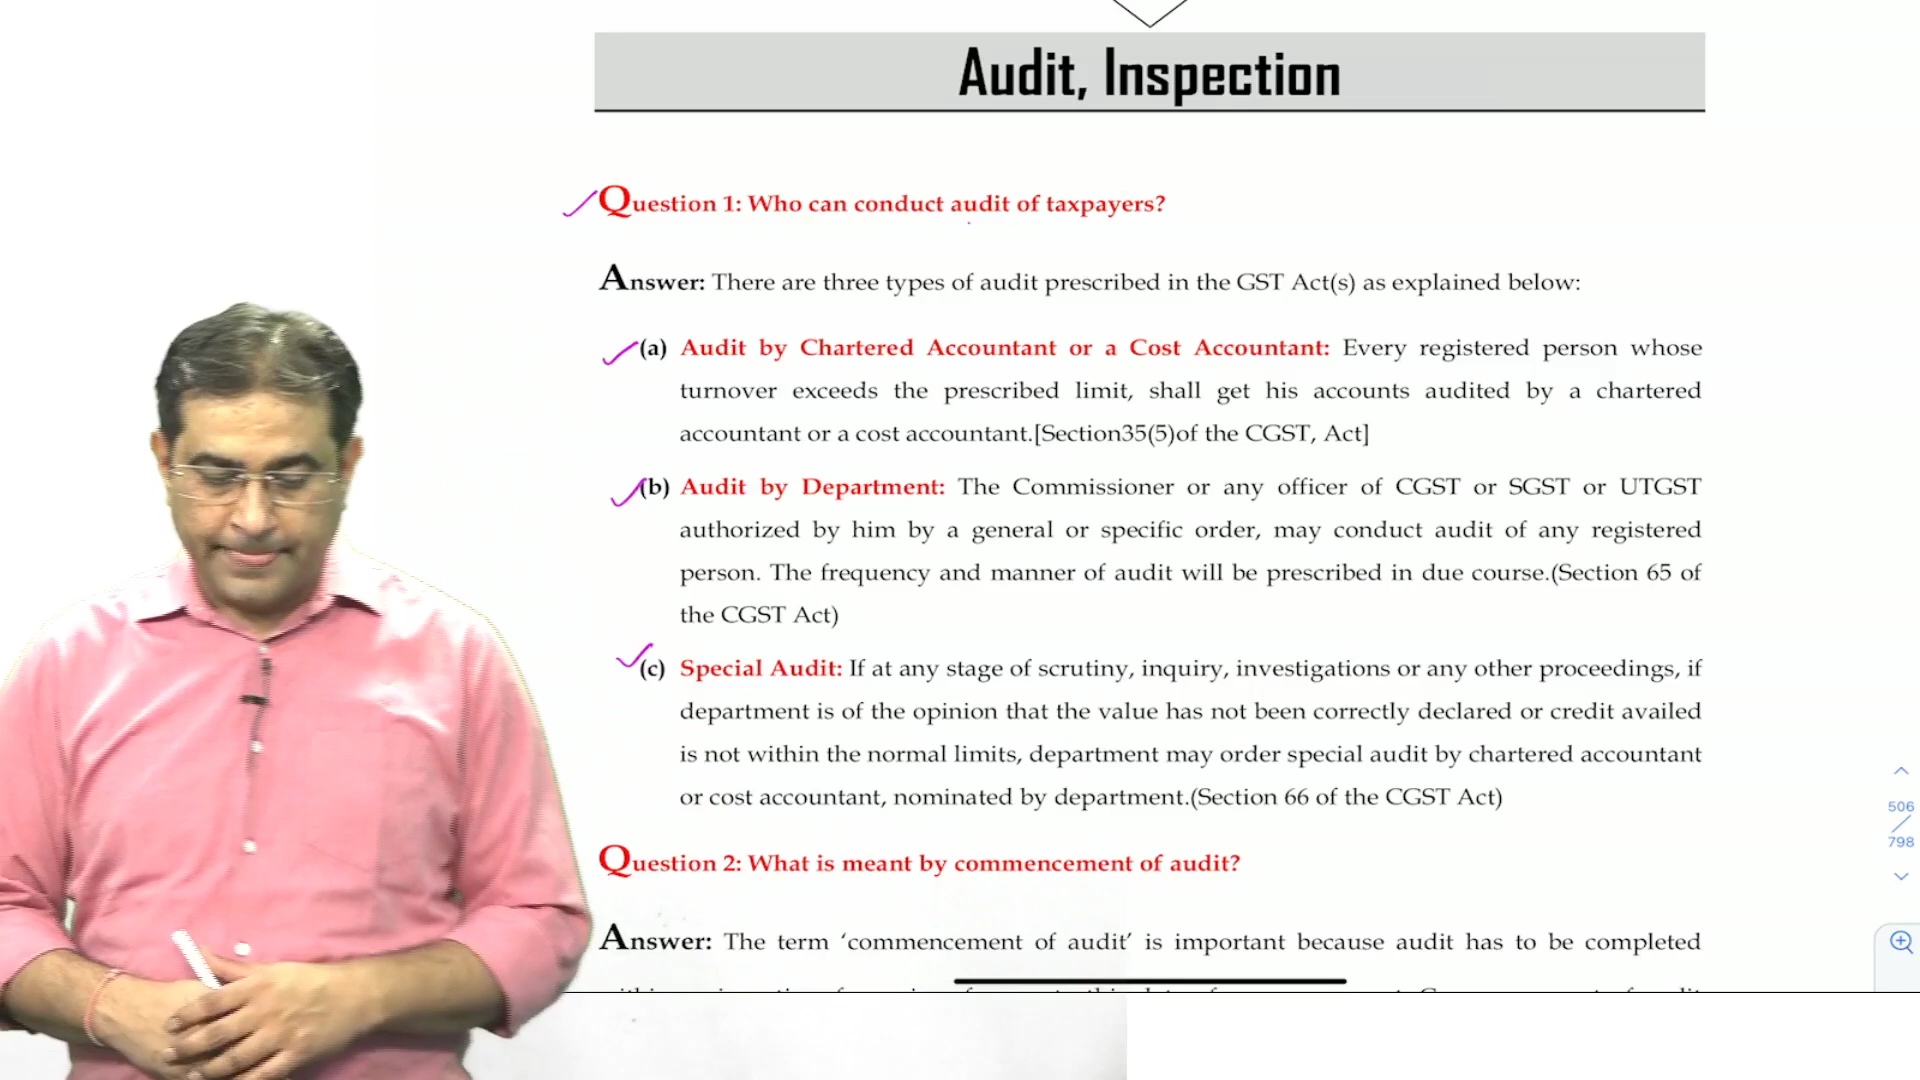 Audit, Inspection
Question 1: Who can conduct audit of taxpayers?
Answer: There are three types of audit prescribed in the GST Act(s) as explained below:
(a) Audit by Chartered Accountant or a Cost Accountant: Every registered person whose
turnover exceeds the prescribed limit, shall get his accounts audited by a chartered
accountant or a cost accountant.[Section35(5)of the CGST, Act]
(b) Audit by Department: The Commissioner or any officer of CGST or SGST or UTGST
authorized by him by a general or specific order, may conduct audit of any registered
person. The frequency and manner of audit will be prescribed in due course.(Section 65 of
the CGST Act)
(c) Special Audit: If at any stage of scrutiny, inquiry, investigations or any other proceedings, if
department is of the opinion that the value has not been correctly declared or credit availed
is not within the normal limits, department may order special audit by chartered accountant
or cost accountant, nominated by department.(Section 66 of the CGST Act)
506
798
Question 2: What is meant by commencement of audit?
Answer: The term ‘commencement of audit’ is important because audit has to be completed